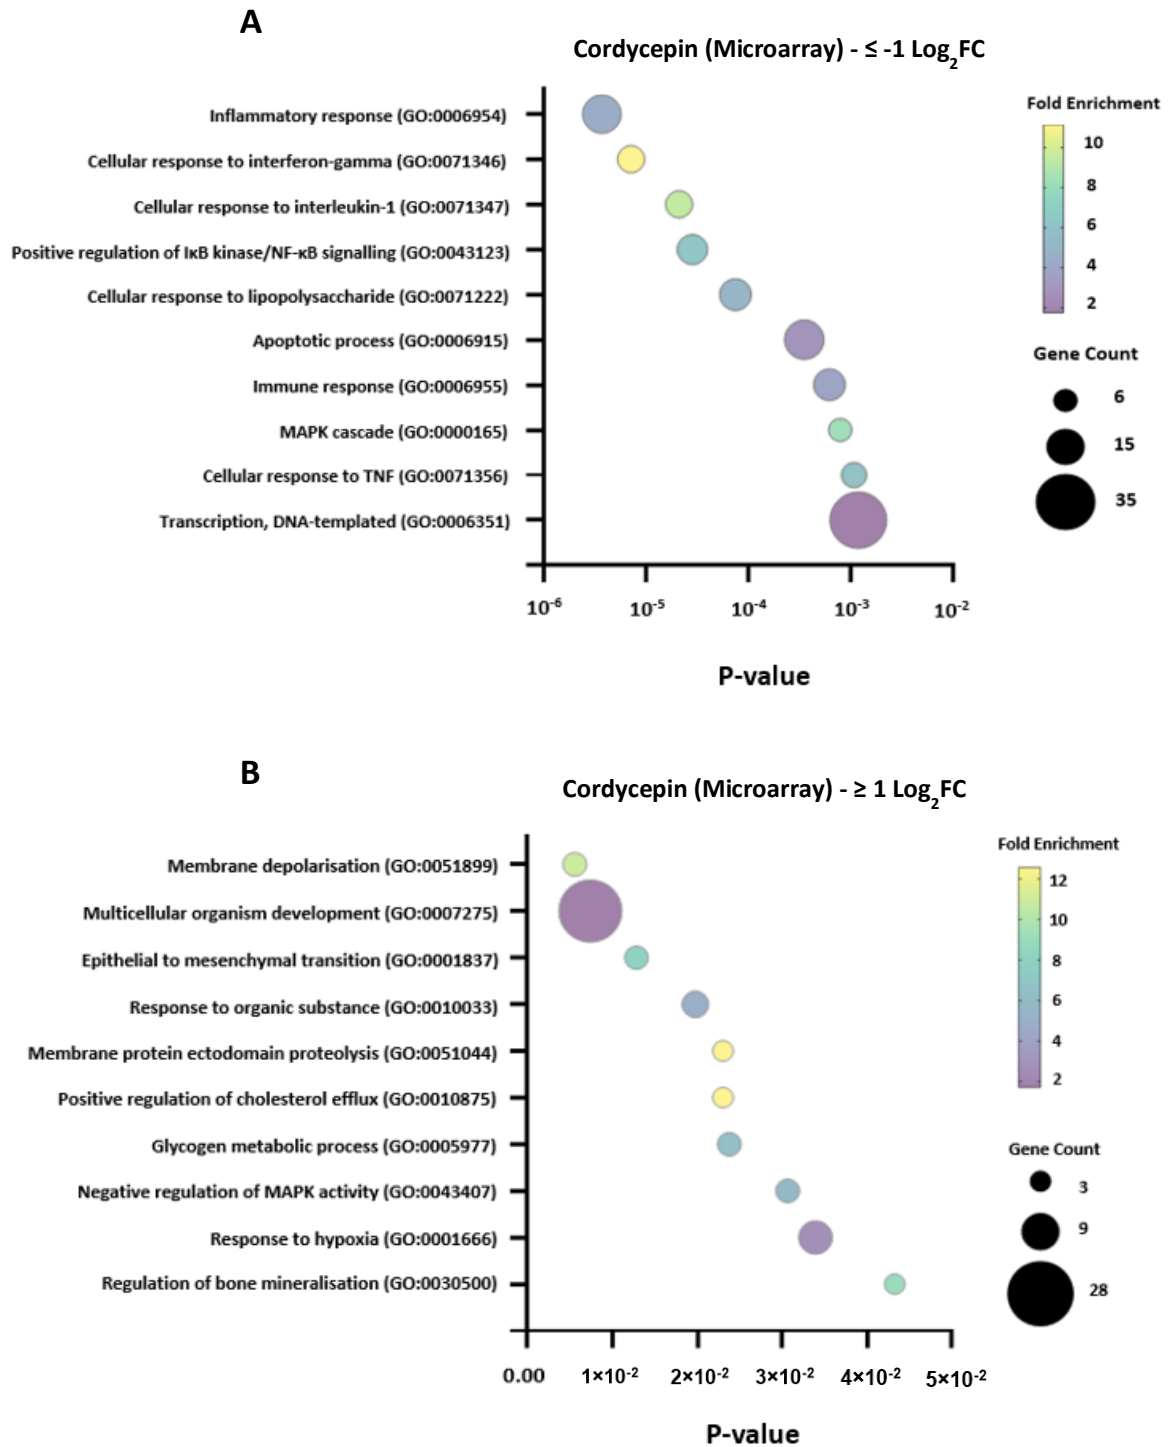 A
Cordycepin (Microarray) - ≤ -1 Log₂FC
Inflammatory response (GO:0006954)
Cellular response to interferon-gamma (GO:0071346)
Cellular response to interleukin-1 (GO:0071347)
Positive regulation of IκB kinase/NF-κB signalling (GO:0043123)
Cellular response to lipopolysaccharide (GO:0071222)
Apoptotic process (GO:0006915)
Immune response (GO:0006955)
MAPK cascade (GO:0000165)
Cellular response to TNF (GO:0071356)
Transcription, DNA-templated (GO:0006351)
10⁻⁶ 10⁻⁵ 10⁻⁴ 10⁻³ 10⁻²
P-value
Fold Enrichment
10
8
6
4
2
Gene Count
6
15
35
B
Cordycepin (Microarray) - ≥ 1 Log₂FC
Membrane depolarisation (GO:0051899)
Multicellular organism development (GO:0007275)
Epithelial to mesenchymal transition (GO:0001837)
Response to organic substance (GO:0010033)
Membrane protein ectodomain proteolysis (GO:0051044)
Positive regulation of cholesterol efflux (GO:0010875)
Glycogen metabolic process (GO:0005977)
Negative regulation of MAPK activity (GO:0043407)
Response to hypoxia (GO:0001666)
Regulation of bone mineralisation (GO:0030500)
0.00 1×10⁻² 2×10⁻² 3×10⁻² 4×10⁻² 5×10⁻²
P-value
Fold Enrichment
12
10
8
6
4
2
Gene Count
3
9
28